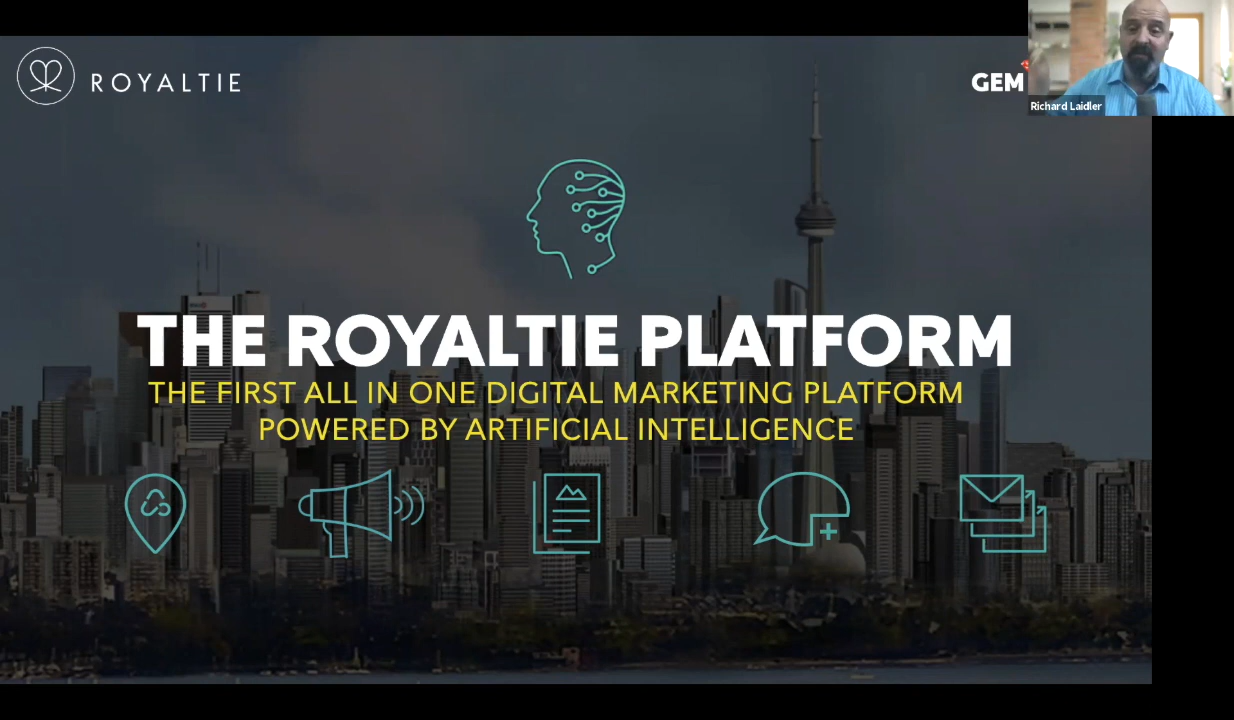 ROYALTIE
GEM
Richard Laidler
THE ROYALTIE PLATFORM
THE FIRST ALL IN ONE DIGITAL MARKETING PLATFORM
POWERED BY ARTIFICIAL INTELLIGENCE